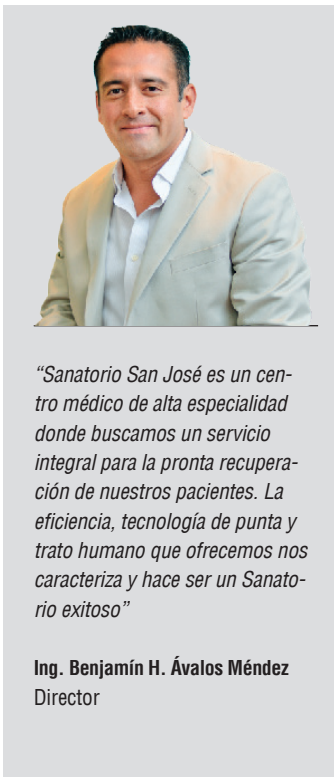 “Sanatorio San José es un cen-
tro médico de alta especialidad
donde buscamos un servicio
integral para la pronta recupera-
ción de nuestros pacientes. La
eficiencia, tecnología de punta y
trato humano que ofrecemos nos
caracteriza y hace ser un Sanato-
rio exitoso”
Ing. Benjamín H. Ávalos Méndez
Director